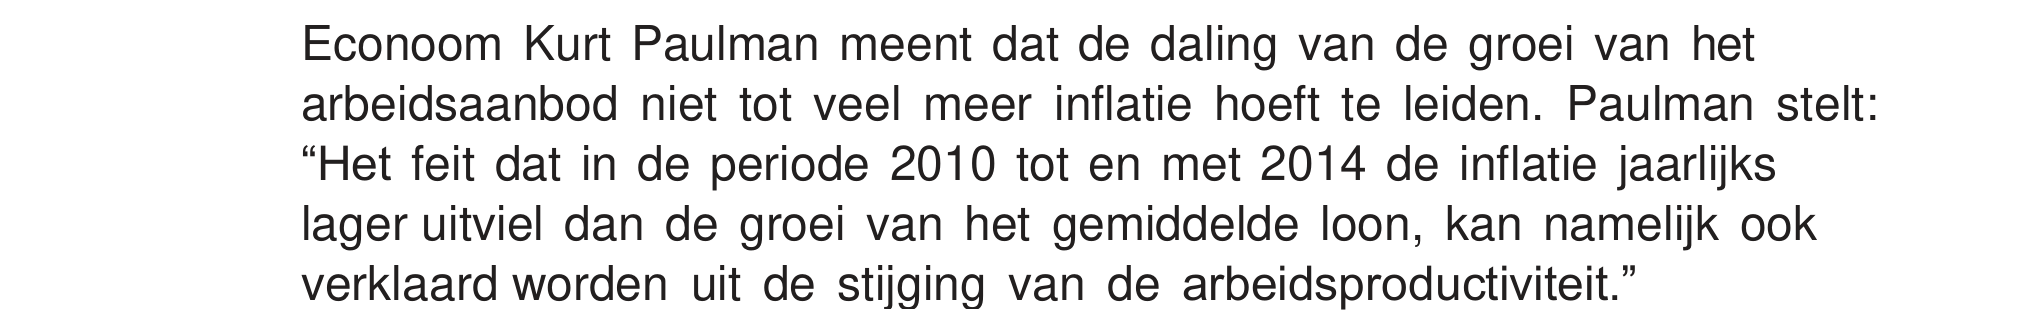 Econoom Kurt Paulman meent dat de daling van de groei van het
arbeidsaanbod niet tot veel meer inflatie hoeft te leiden. Paulman stelt:
“Het feit dat in de periode 2010 tot en met 2014 de inflatie jaarlijks
lager uitviel dan de groei van het gemiddelde loon, kan namelijk ook
verklaard worden uit de stijging van de arbeidsproductiviteit.”